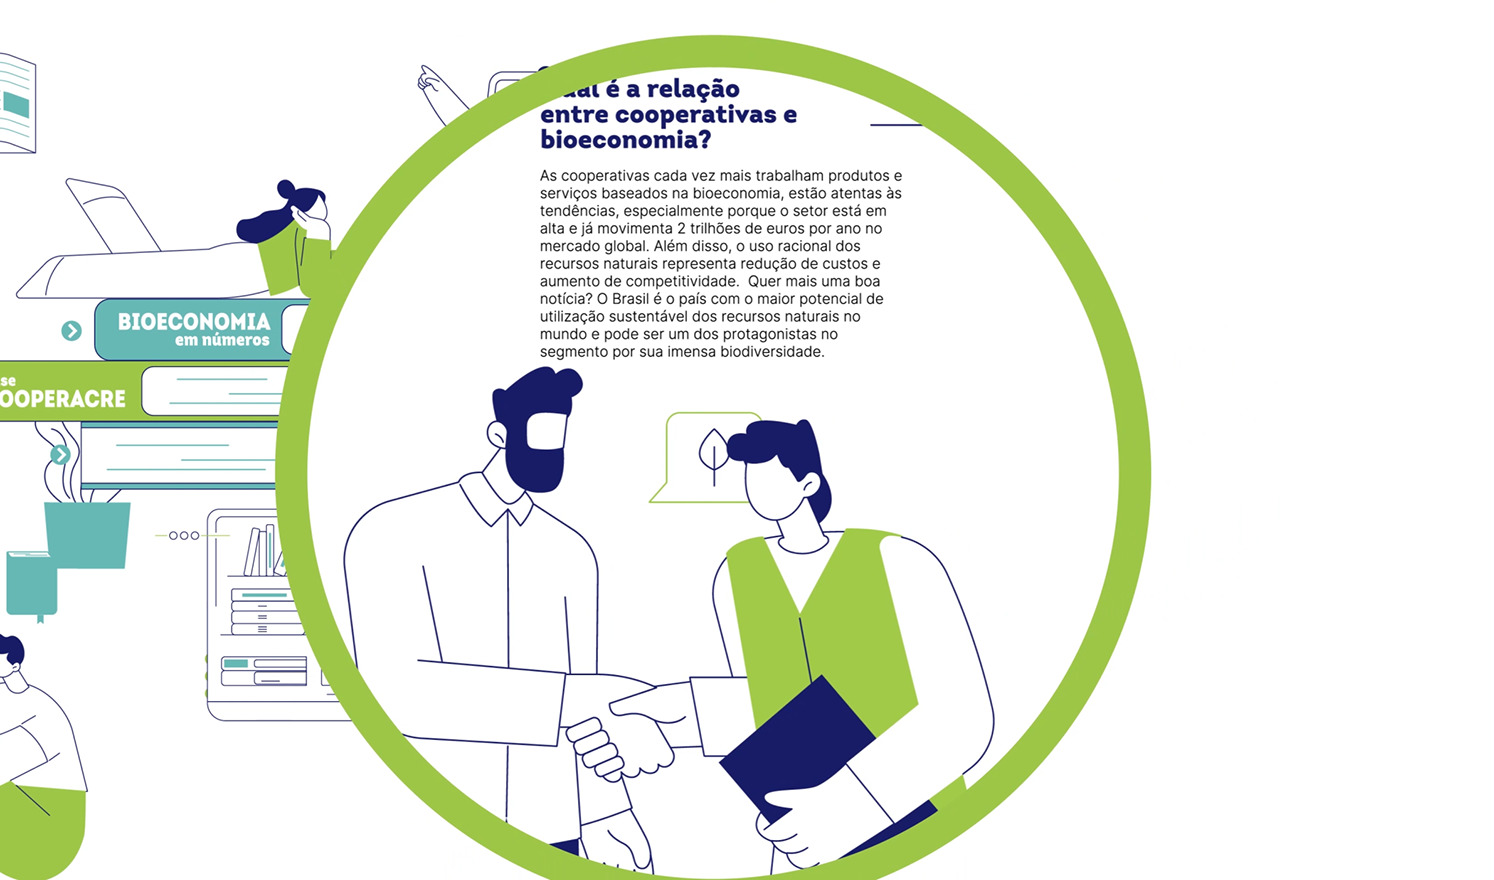 é a relação
entre cooperativas e
bioeconomia?
As cooperativas cada vez mais trabalham produtos e
serviços baseados na bioeconomia, estão atentas às
tendências, especialmente porque o setor está em
alta e já movimenta 2 trilhões de euros por ano no
mercado global. Além disso, o uso racional dos
recursos naturais representa redução de custos e
aumento de competitividade. Quer mais uma boa
notícia? O Brasil é o país com o maior potencial de
utilização sustentável dos recursos naturais no
mundo e pode ser um dos protagonistas no
segmento por sua imensa biodiversidade.
BIOECONOMIA
em números
se
OOPERACRE